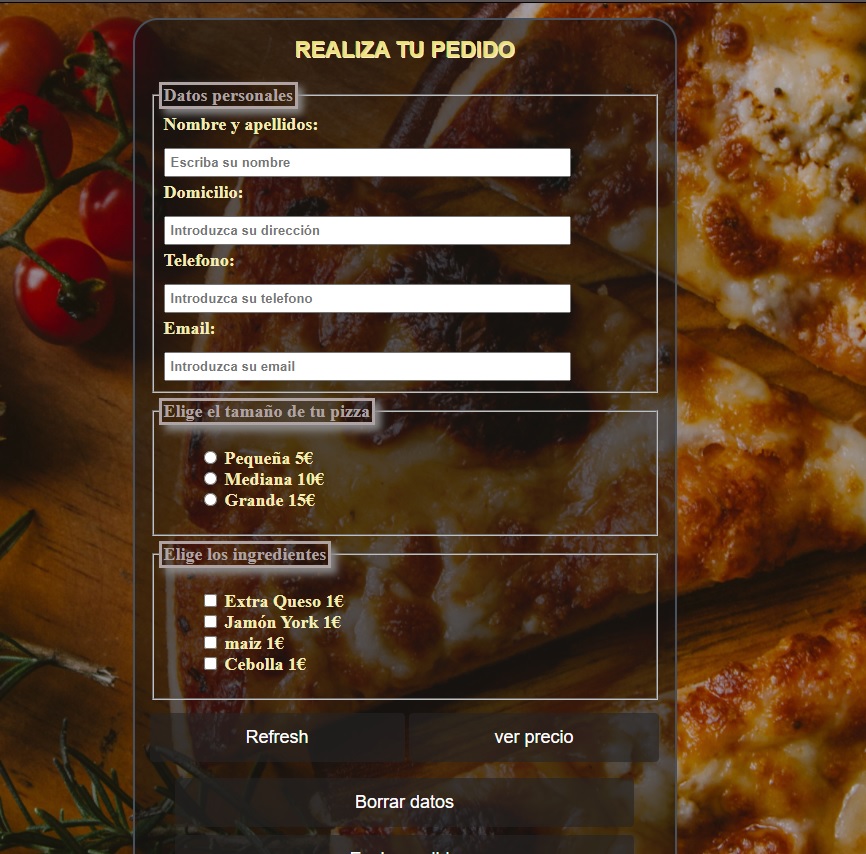 REALIZA TU PEDIDO
Datos personales
Nombre y apellidos:
Escriba su nombre
Domicilio:
Introduzca su dirección
Telefono:
Introduzca su telefono
Email:
Introduzca su email
Elige el tamaño de tu pizza
Pequeña 5€
Mediana 10€
Grande 15€
Elige los ingredientes
Extra Queso 1€
Jamón York 1€
maiz 1€
Cebolla 1€
Refresh ver precio
Borrar datos